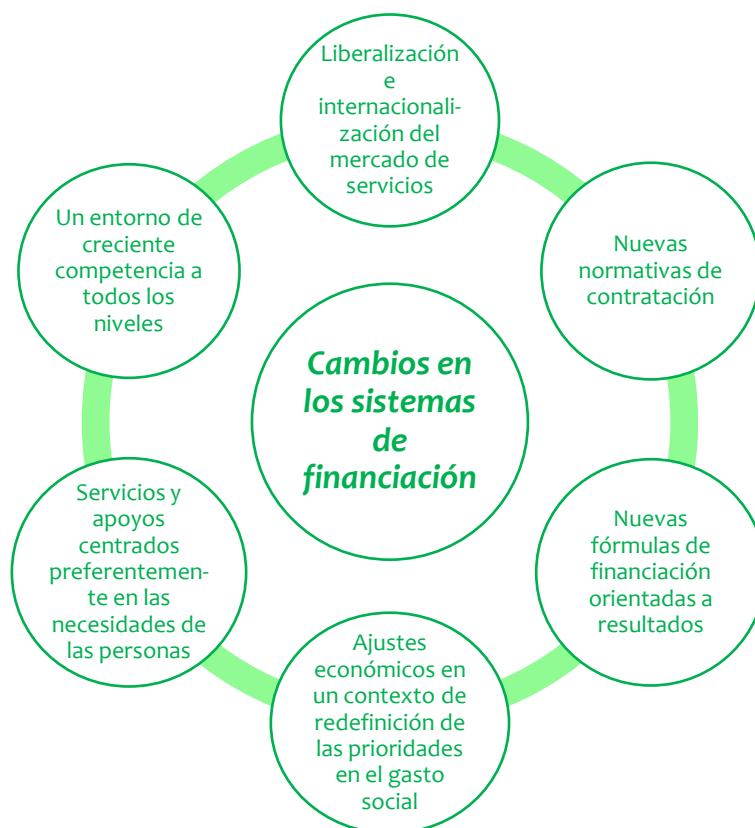 Liberalización
e
internacionali-
zación del
mercado de
servicios
Nuevas
normativas de
contratación
Nuevas
fórmulas de
financiación
orientadas a
resultados
Ajustes
económicos en
un contexto de
redefinición de
las prioridades
en el gasto
social
Servicios y
apoyos
centrados
preferentemen-
te en las
necesidades de
las personas
Un entorno de
creciente
competencia a
todos los
niveles
Cambios en
los sistemas
de
financiación